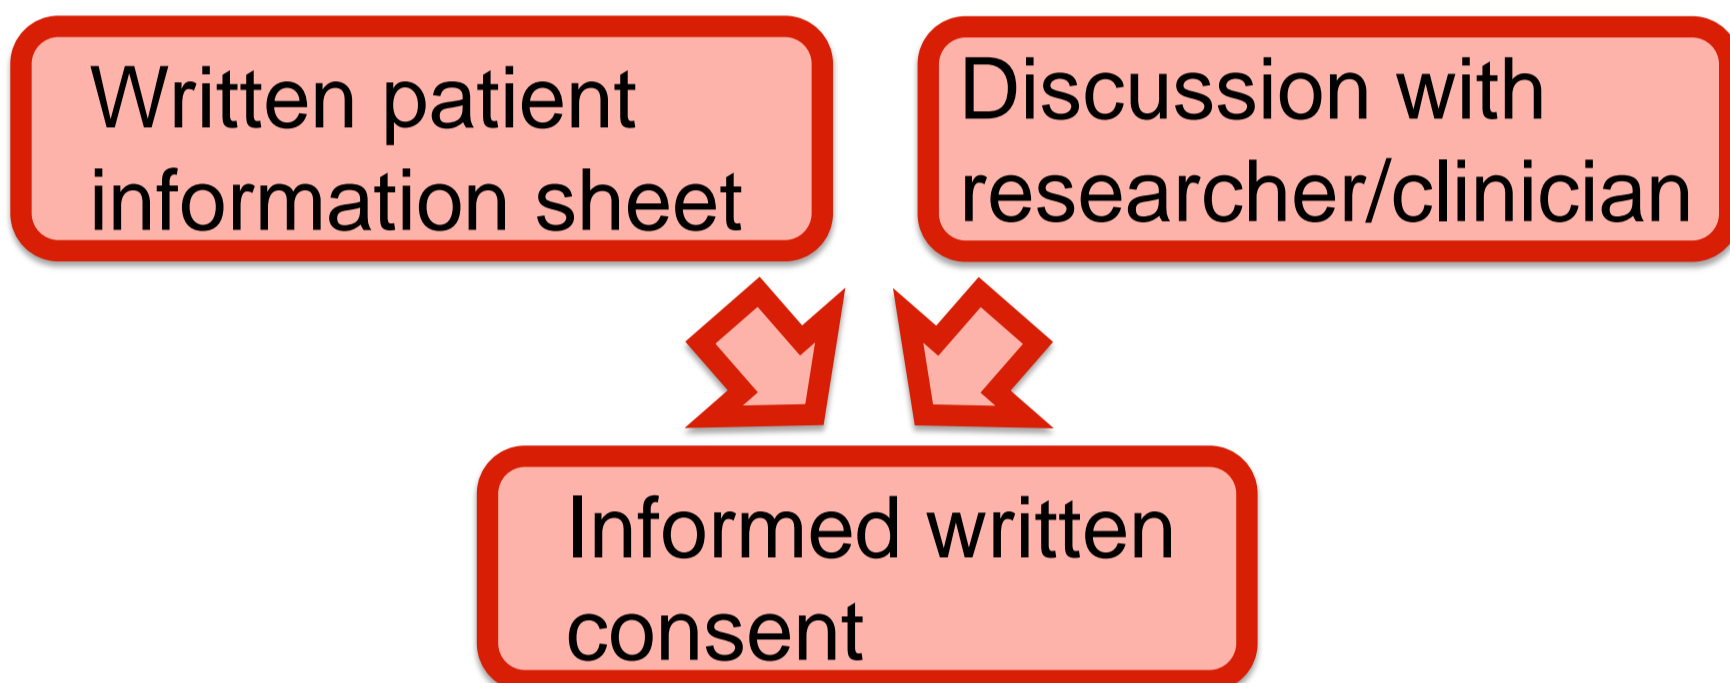 Written patient
information sheet
Discussion with
researcher/clinician
Informed written
consent